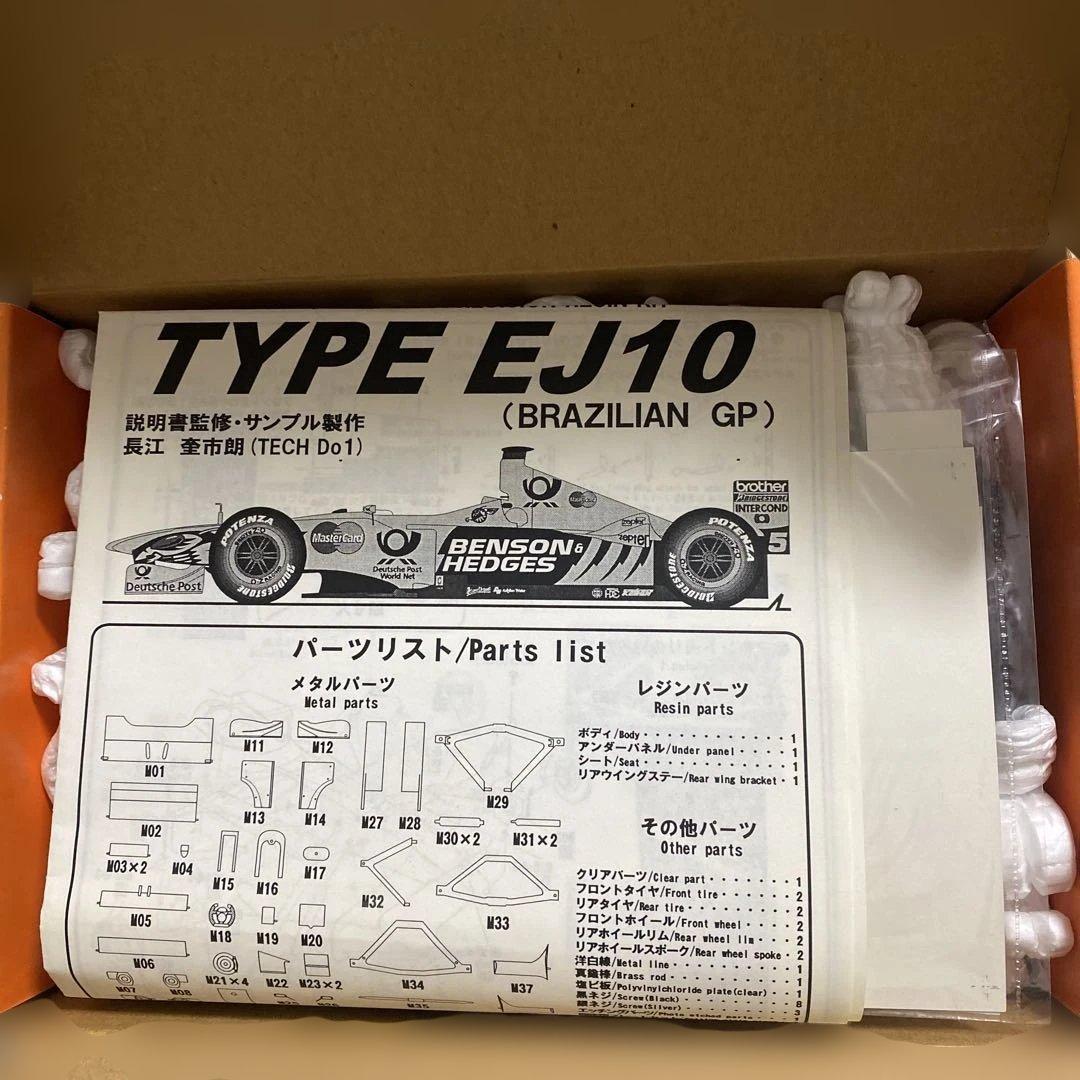 TYPE EJ10
(BRAZILIAN GP)
説明書監修・サンプル製作
長江 奎市朗(TECH Do1)
brother
BRIDGESTONE
INTERCOND
5
POTENZA
MasterCard
Deutsche Post
World Net
BENSON&
HEDGES
zepter
zepter
POTENZA
Deutsche Post
BRIDGESTONE
BRIDGESTONE
パーツリスト/Parts list
メタルパーツ
Metal parts
M01
M02
M03×2 M04
M05
M06
M07 M08
M11 M12
M13 M14
M15 M16 M17
M18 M19 M20
M21×4 M22 M23×2
M27 M28
M29
M30×2 M31×2
M32 M33
M34
M35
M37
レジンパーツ
Resin parts
ボディ/Body・・・・・・・・・・・・・1
アンダーパネル/Under panel・・・・1
シート/Seat・・・・・・・・・・・・・1
リアウイングステー/Rear wing bracket・1
その他パーツ
Other parts
クリアパーツ/Clear part・・・・・・・1
フロントタイヤ/Front tire・・・・・・2
リアタイヤ/Rear tire・・・・・・・・2
フロントホイール/Front wheel・・・・2
リアホイールリム/Rear wheel lim・・・2
リアホイールスポーク/Rear wheel spoke・2
洋白線/Metal line・・・・・・・・・・1
真鍮棒/Brass rod・・・・・・・・・・1
塩ビ板/Polyvinylchloride plate(clear)・・1
黒ネジ/Screw(Black)・・・・・・・・・8
銀ネジ/Screw(Sliver)・・・・・・・・3